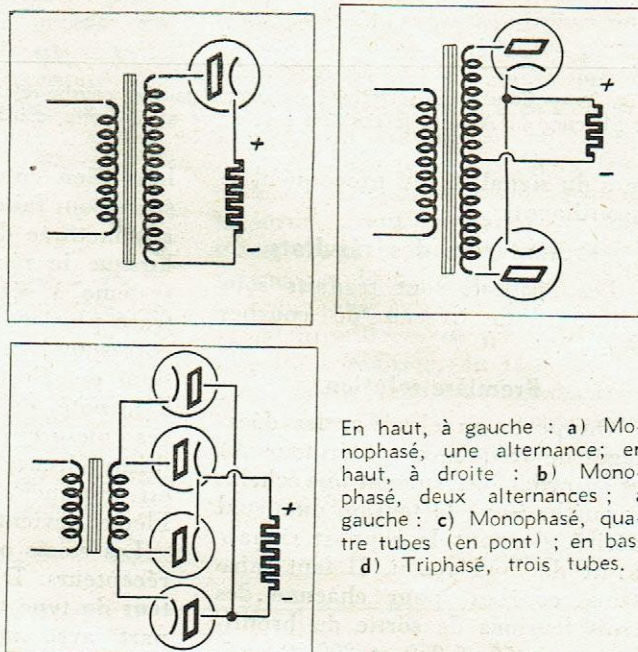 +
+
−
+
En haut, à gauche : a) Mo-
nophasé, une alternance; en
haut, à droite : b) Mono-
phasé, deux alternances ; à
gauche : c) Monophasé, qua-
tre tubes (en pont) ; en bas :
d) Triphasé, trois tubes.